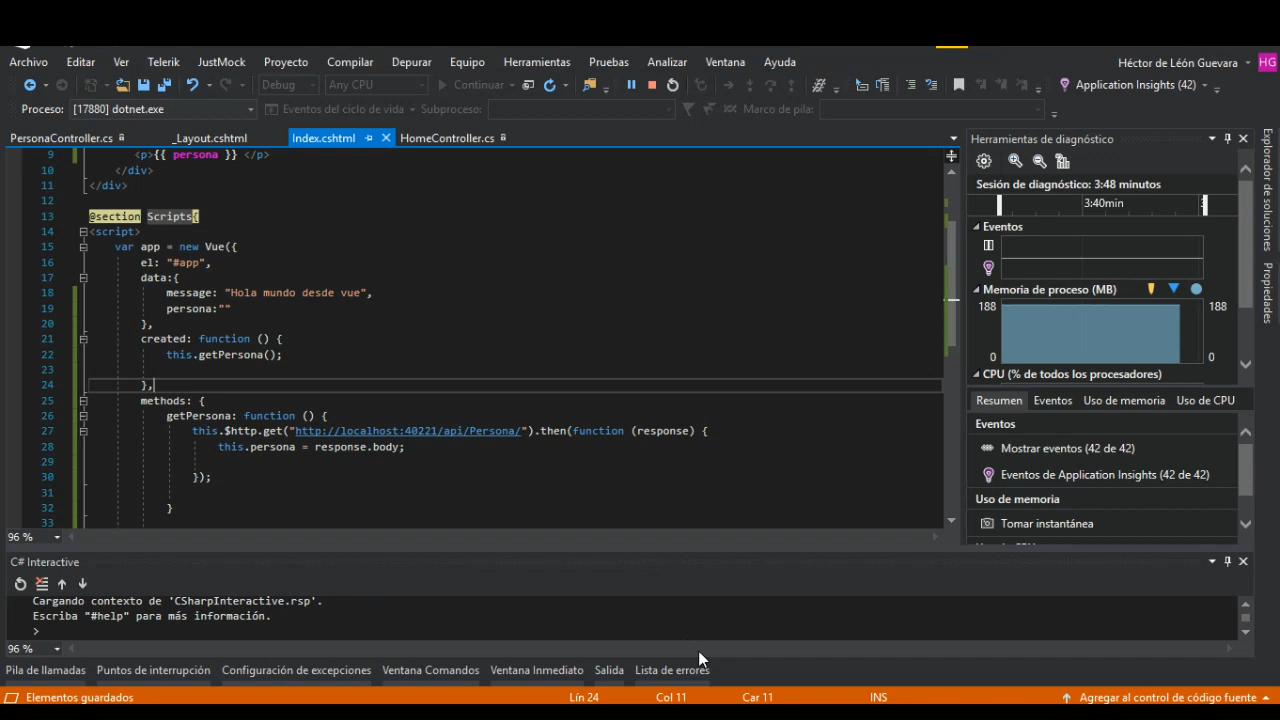 Archivo Editar Ver Telerik JustMock Proyecto Compilar Depurar Equipo Herramientas Pruebas Analizar Ventana Ayuda Héctor de León Guevara HG
Debug Any CPU Continuar Application Insights (42)
Proceso: [17880] dotnet.exe Eventos del ciclo de vida Subproceso: Marco de pila:
PersonaController.cs _Layout.cshtml Index.cshtml HomeController.cs
9 <p>{{ persona }} </p>
10 </div>
11 </div>
12
13 @section Scripts{
14 <script>
15 var app = new Vue({
16 el: "#app",
17 data:{
18 message: "Hola mundo desde vue",
19 persona:""
20 },
21 created: function () {
22 this.getPersona();
23
24 },
25 methods: {
26 getPersona: function () {
27 this.$http.get("http://localhost:40221/api/Persona/").then(function (response) {
28 this.persona = response.body;
29
30 });
31
32 }
33
96 %
Herramientas de diagnóstico
Sesión de diagnóstico: 3:48 minutos
3:40min
Eventos
Memoria de proceso (MB)
188 188
0 0
CPU (% de todos los procesadores)
Resumen Eventos Uso de memoria Uso de CPU
Eventos
Mostrar eventos (42 de 42)
Eventos de Application Insights (42 de 42)
Uso de memoria
Tomar instantánea
Explorador de soluciones
Propiedades
C# Interactive
Cargando contexto de 'CSharpInteractive.rsp'.
Escriba "#help" para más información.
>
96 %
Pila de llamadas Puntos de interrupción Configuración de excepciones Ventana Comandos Ventana Inmediato Salida Lista de errores
Elementos guardados Lín 24 Col 11 Car 11 INS Agregar al control de código fuente